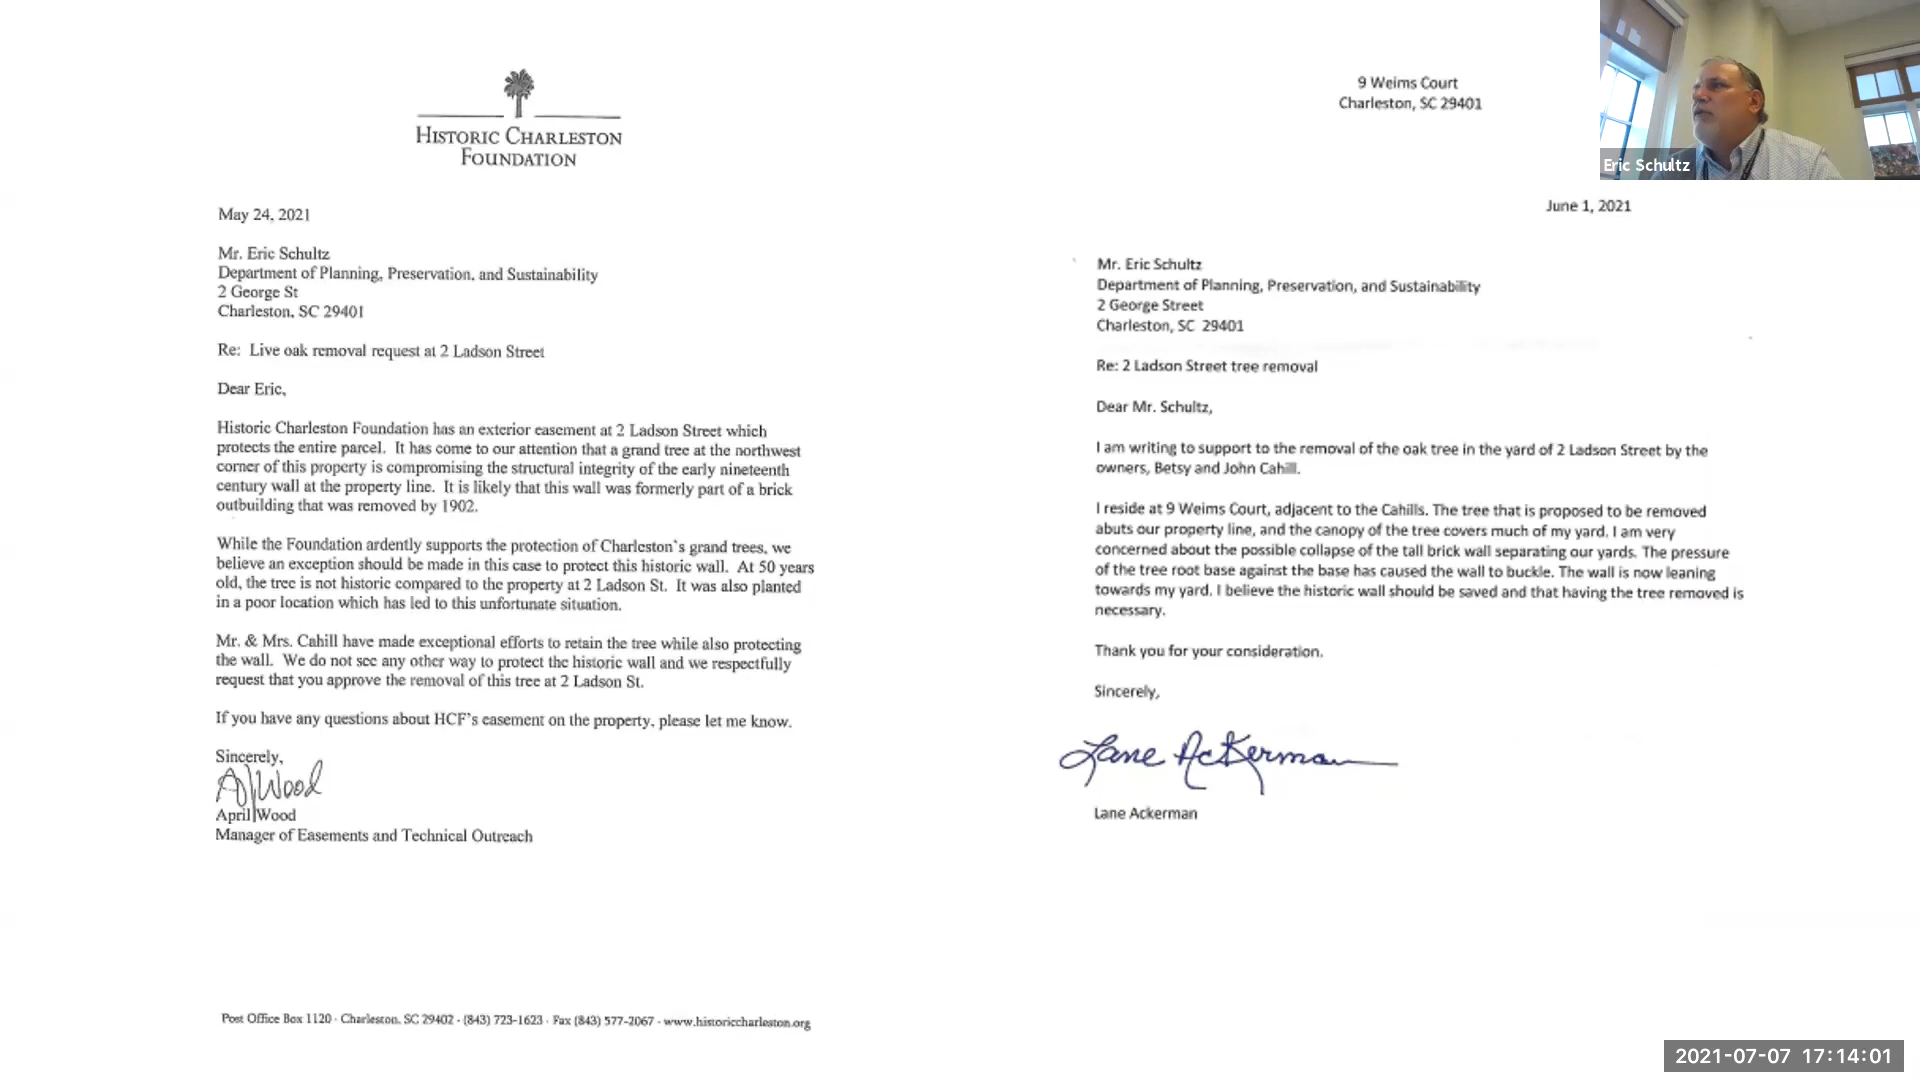 HISTORIC CHARLESTON
FOUNDATION
May 24, 2021
Mr. Eric Schultz
Department of Planning, Preservation, and Sustainability
2 George St
Charleston, SC 29401
Re: Live oak removal request at 2 Ladson Street
Dear Eric,
Historic Charleston Foundation has an exterior easement at 2 Ladson Street which
protects the entire parcel. It has come to our attention that a grand tree at the northwest
corner of this property is compromising the structural integrity of the early nineteenth
century wall at the property line. It is likely that this wall was formerly part of a brick
outbuilding that was removed by 1902.
While the Foundation ardently supports the protection of Charleston's grand trees, we
believe an exception should be made in this case to protect this historic wall. At 50 years
old, the tree is not historic compared to the property at 2 Ladson St. It was also planted
in a poor location which has led to this unfortunate situation.
Mr. & Mrs. Cahill have made exceptional efforts to retain the tree while also protecting
the wall. We do not see any other way to protect the historic wall and we respectfully
request that you approve the removal of this tree at 2 Ladson St.
If you have any questions about HCF's easement on the property, please let me know.
Sincerely,
AJWood
April Wood
Manager of Easements and Technical Outreach
Post Office Box 1120 · Charleston, SC 29402 · (843) 723-1623 · Fax (843) 577-2067 · www.historiccharleston.org
9 Weims Court
Charleston, SC 29401
June 1, 2021
Mr. Eric Schultz
Department of Planning, Preservation, and Sustainability
2 George Street
Charleston, SC 29401
Re: 2 Ladson Street tree removal
Dear Mr. Schultz,
I am writing to support to the removal of the oak tree in the yard of 2 Ladson Street by the
owners, Betsy and John Cahill.
I reside at 9 Weims Court, adjacent to the Cahills. The tree that is proposed to be removed
abuts our property line, and the canopy of the tree covers much of my yard. I am very
concerned about the possible collapse of the tall brick wall separating our yards. The pressure
of the tree root base against the base has caused the wall to buckle. The wall is now leaning
towards my yard. I believe the historic wall should be saved and that having the tree removed is
necessary.
Thank you for your consideration.
Sincerely,
Lane Ackerman
Lane Ackerman
Eric Schultz
2021-07-07 17:14:01